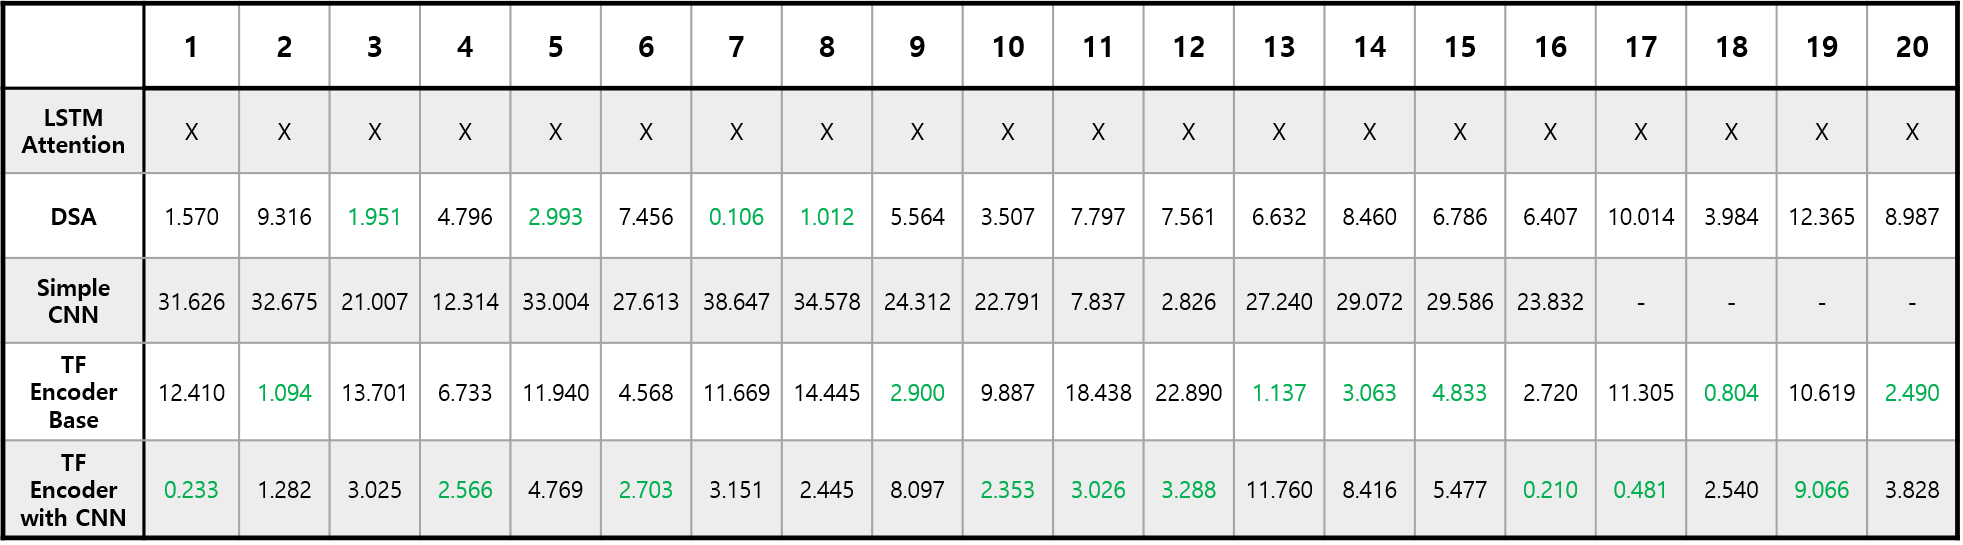 1 2 3 4 5 6 7 8 9 10 11 12 13 14 15 16 17 18 19 20
LSTM
Attention
X X X X X X X X X X X X X X X X X X X X
DSA 1.570 9.316 1.951 4.796 2.993 7.456 0.106 1.012 5.564 3.507 7.797 7.561 6.632 8.460 6.786 6.407 10.014 3.984 12.365 8.987
Simple
CNN
31.626 32.675 21.007 12.314 33.004 27.613 38.647 34.578 24.312 22.791 7.837 2.826 27.240 29.072 29.586 23.832 - - - -
TF
Encoder
Base
12.410 1.094 13.701 6.733 11.940 4.568 11.669 14.445 2.900 9.887 18.438 22.890 1.137 3.063 4.833 2.720 11.305 0.804 10.619 2.490
TF
Encoder
with CNN
0.233 1.282 3.025 2.566 4.769 2.703 3.151 2.445 8.097 2.353 3.026 3.288 11.760 8.416 5.477 0.210 0.481 2.540 9.066 3.828